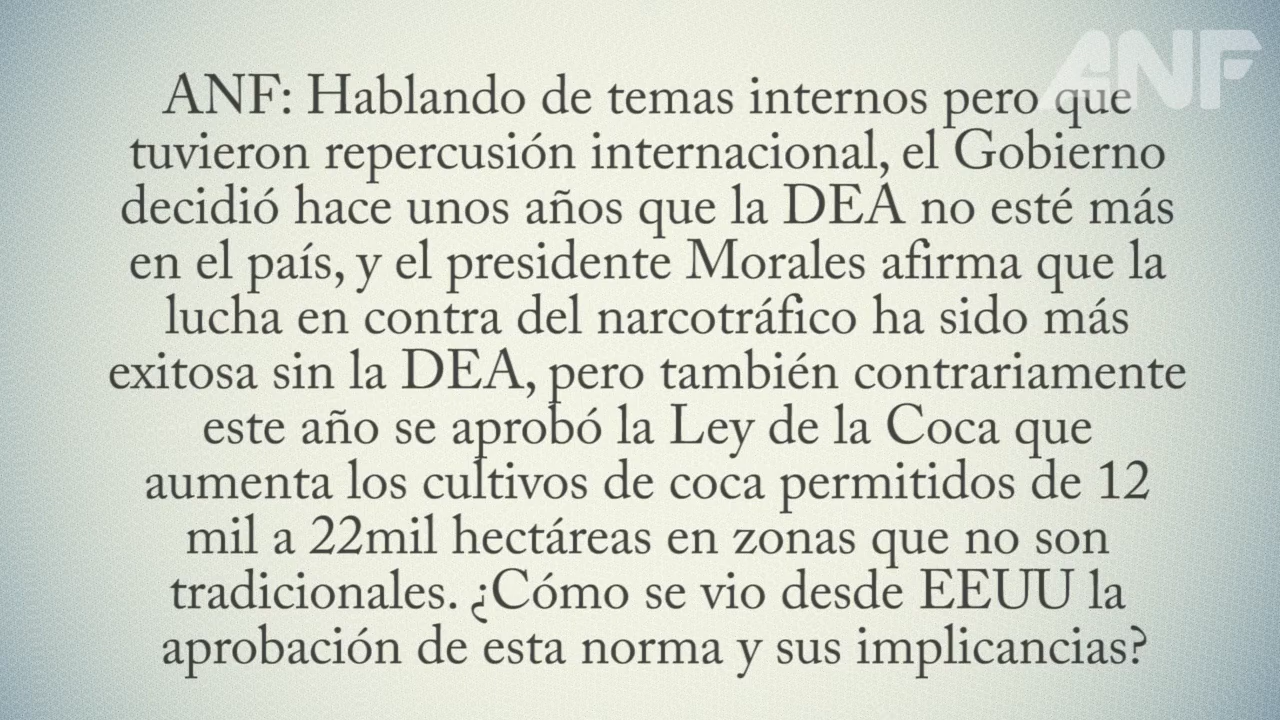 ANF
ANF: Hablando de temas internos pero que
tuvieron repercusión internacional, el Gobierno
decidió hace unos años que la DEA no esté más
en el país, y el presidente Morales afirma que la
lucha en contra del narcotráfico ha sido más
exitosa sin la DEA, pero también contrariamente
este año se aprobó la Ley de la Coca que
aumenta los cultivos de coca permitidos de 12
mil a 22mil hectáreas en zonas que no son
tradicionales. ¿Cómo se vio desde EEUU la
aprobación de esta norma y sus implicancias?